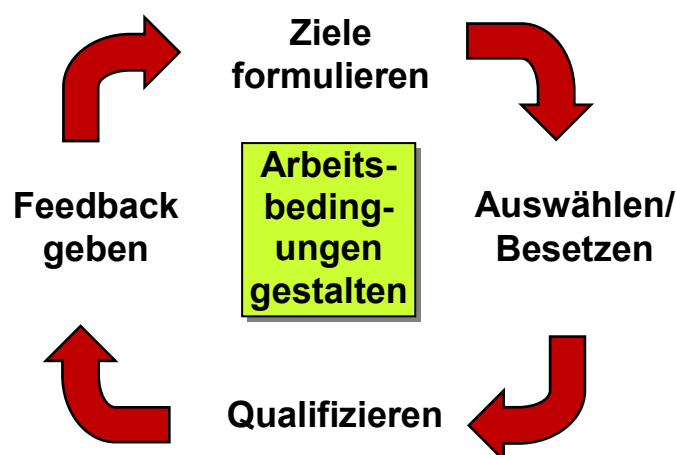 Ziele
formulieren
Arbeits-
beding-
ungen
gestalten
Feedback
geben
Auswählen/
Besetzen
Qualifizieren